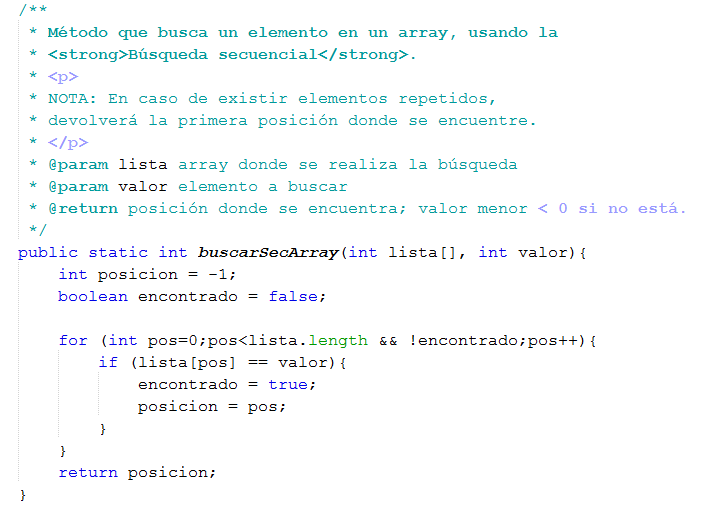 /**
 * Método que busca un elemento en un array, usando la
 * <strong>Búsqueda secuencial</strong>.
 * <p>
 * NOTA: En caso de existir elementos repetidos,
 * devolverá la primera posición donde se encuentre.
 * </p>
 * @param lista array donde se realiza la búsqueda
 * @param valor elemento a buscar
 * @return posición donde se encuentra; valor menor < 0 si no está.
 */
public static int buscarSecArray(int lista[], int valor){
    int posicion = -1;
    boolean encontrado = false;

    for (int pos=0;pos<lista.length && !encontrado;pos++){
        if (lista[pos] == valor){
            encontrado = true;
            posicion = pos;
        }
    }
    return posicion;
}